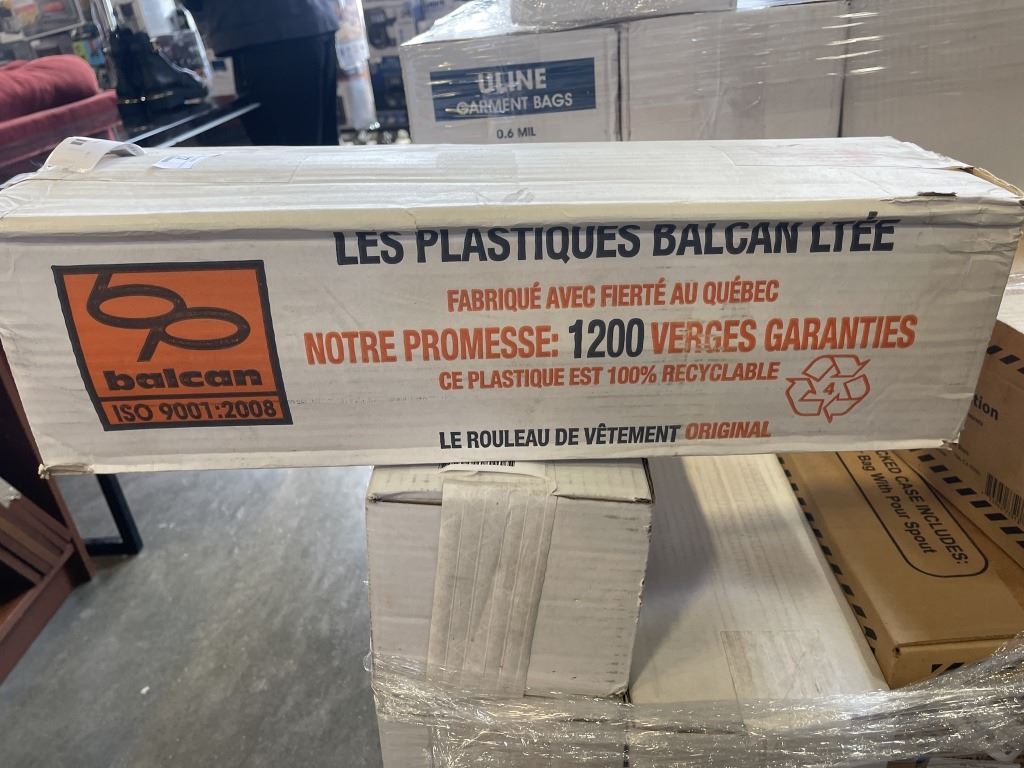 ULINE
GARMENT BAGS
0.6 MIL
LES PLASTIQUES BALCAN LTÉE
FABRIQUÉ AVEC FIERTÉ AU QUÉBEC
NOTRE PROMESSE: 1200 VERGES GARANTIES
CE PLASTIQUE EST 100% RECYCLABLE
4
LE ROULEAU DE VÊTEMENT ORIGINAL
bp
balcan
ISO 9001:2008
CASE INCLUDES:
Bag With Pour Spout